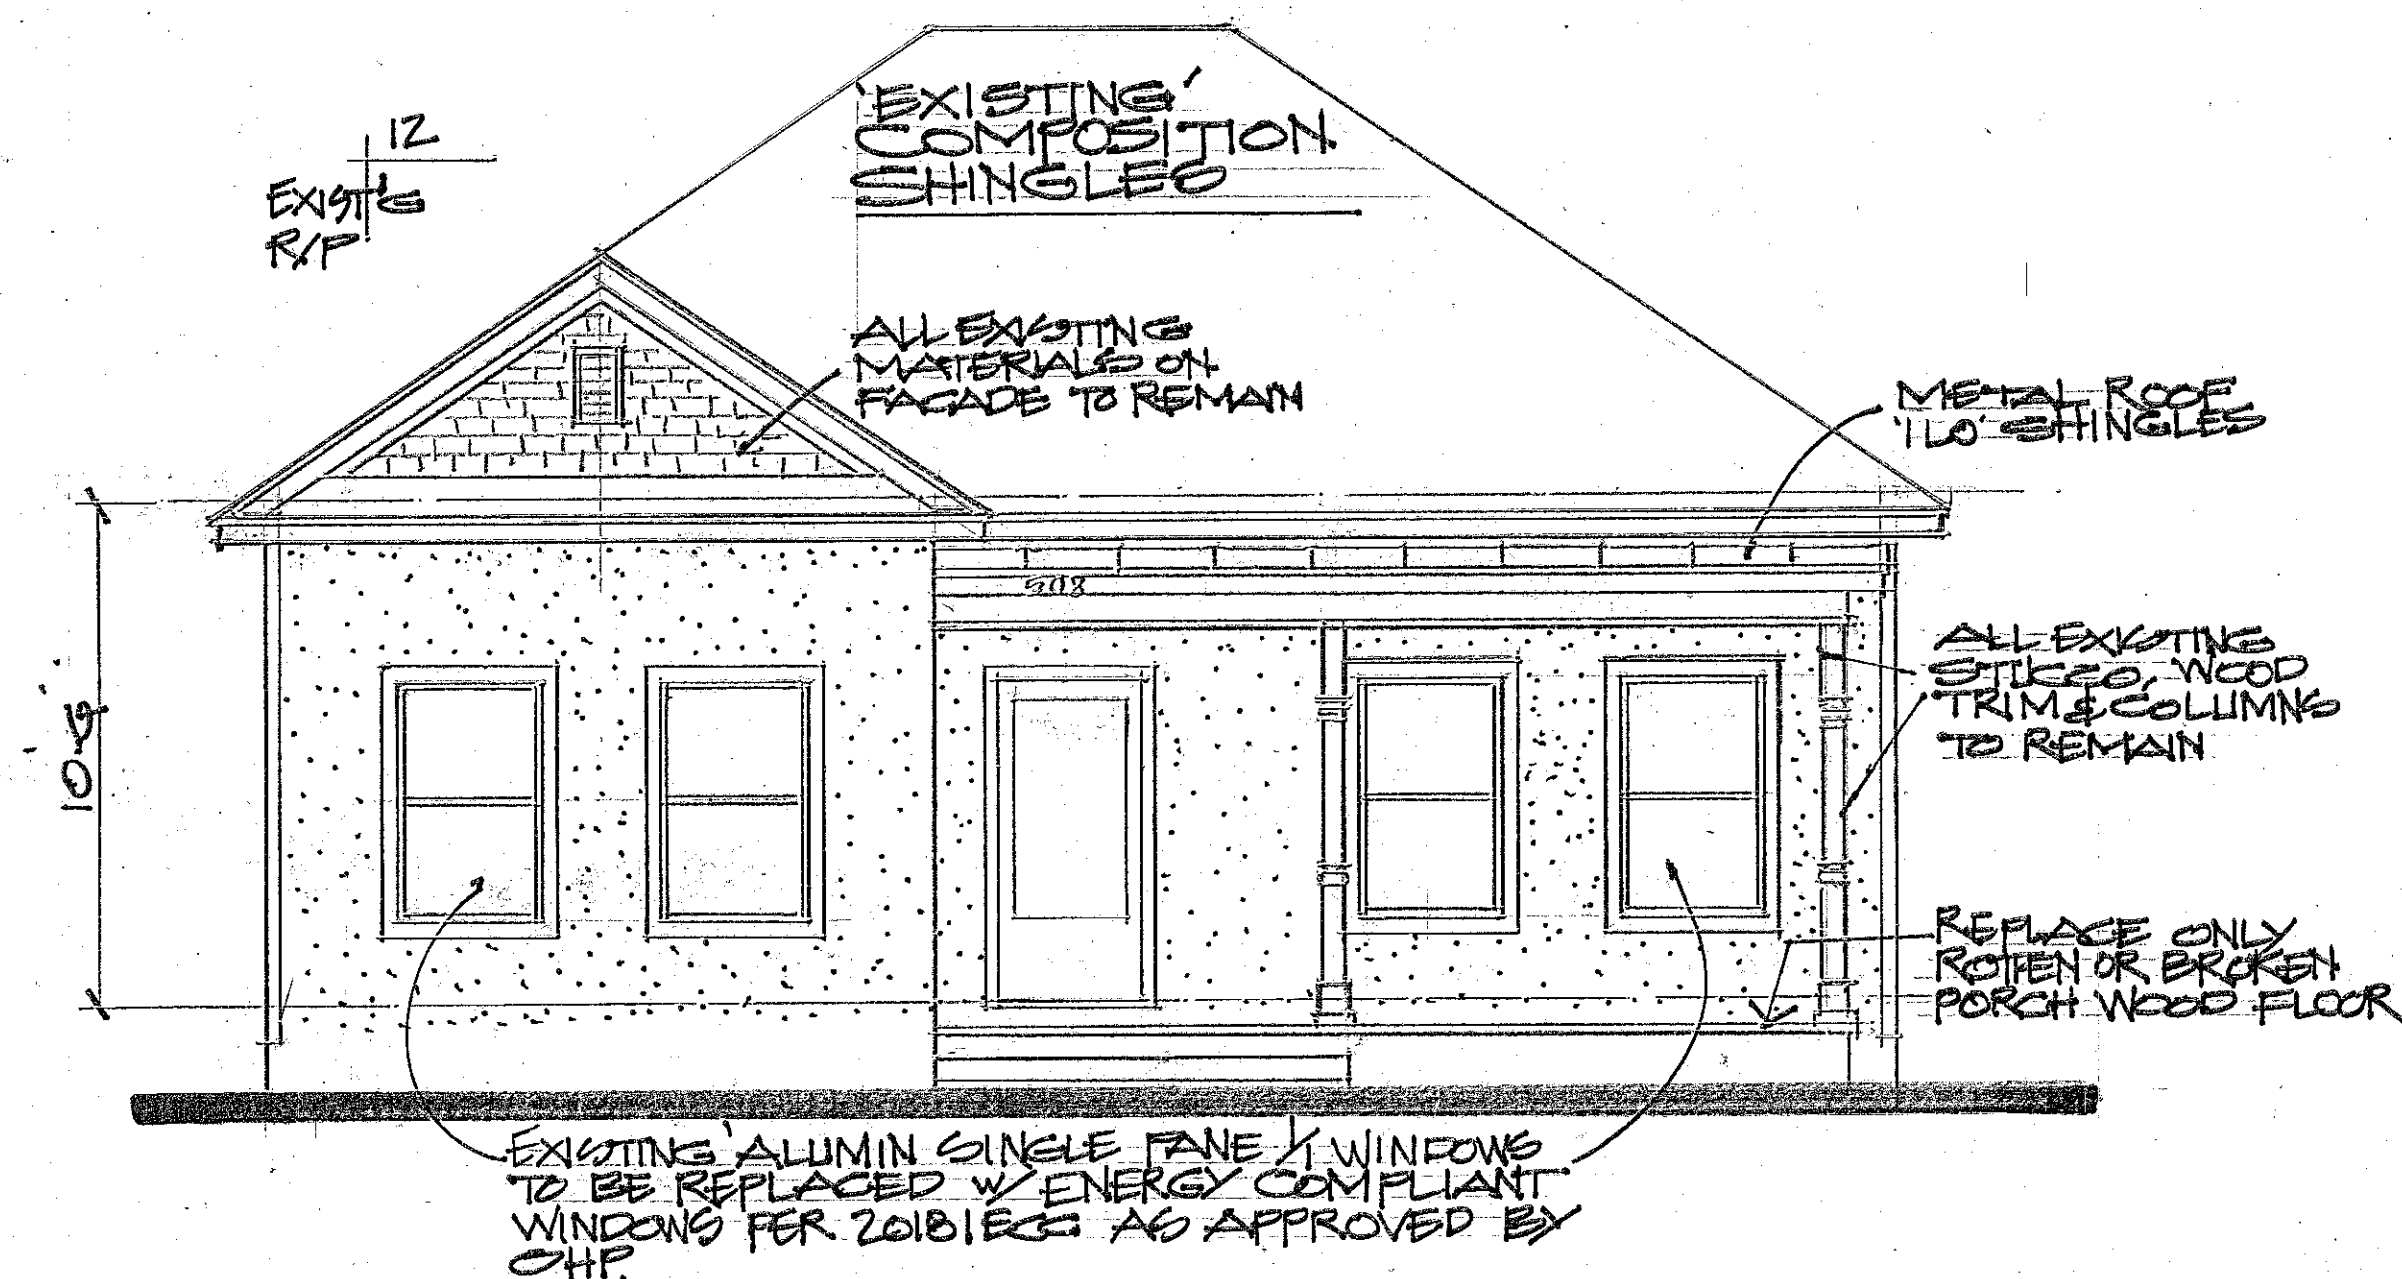 'EXISTING'
COMPOSITION
SHINGLES
12
EXIST'G
R/P
ALL EXISTING
MATERIALS ON
FACADE TO REMAIN
METAL ROOF
'ILO' SHINGLES
508
ALL EXISTING
STUCCO, WOOD
TRIM & COLUMNS
TO REMAIN
10'-6"
REPLACE ONLY
ROTTEN OR BROKEN
PORCH WOOD FLOOR
EXISTING ALUMIN SINGLE PANE 1/1 WINDOWS
TO BE REPLACED W/ ENERGY COMPLIANT
WINDOWS PER 2018 IECC AS APPROVED BY
OHP.